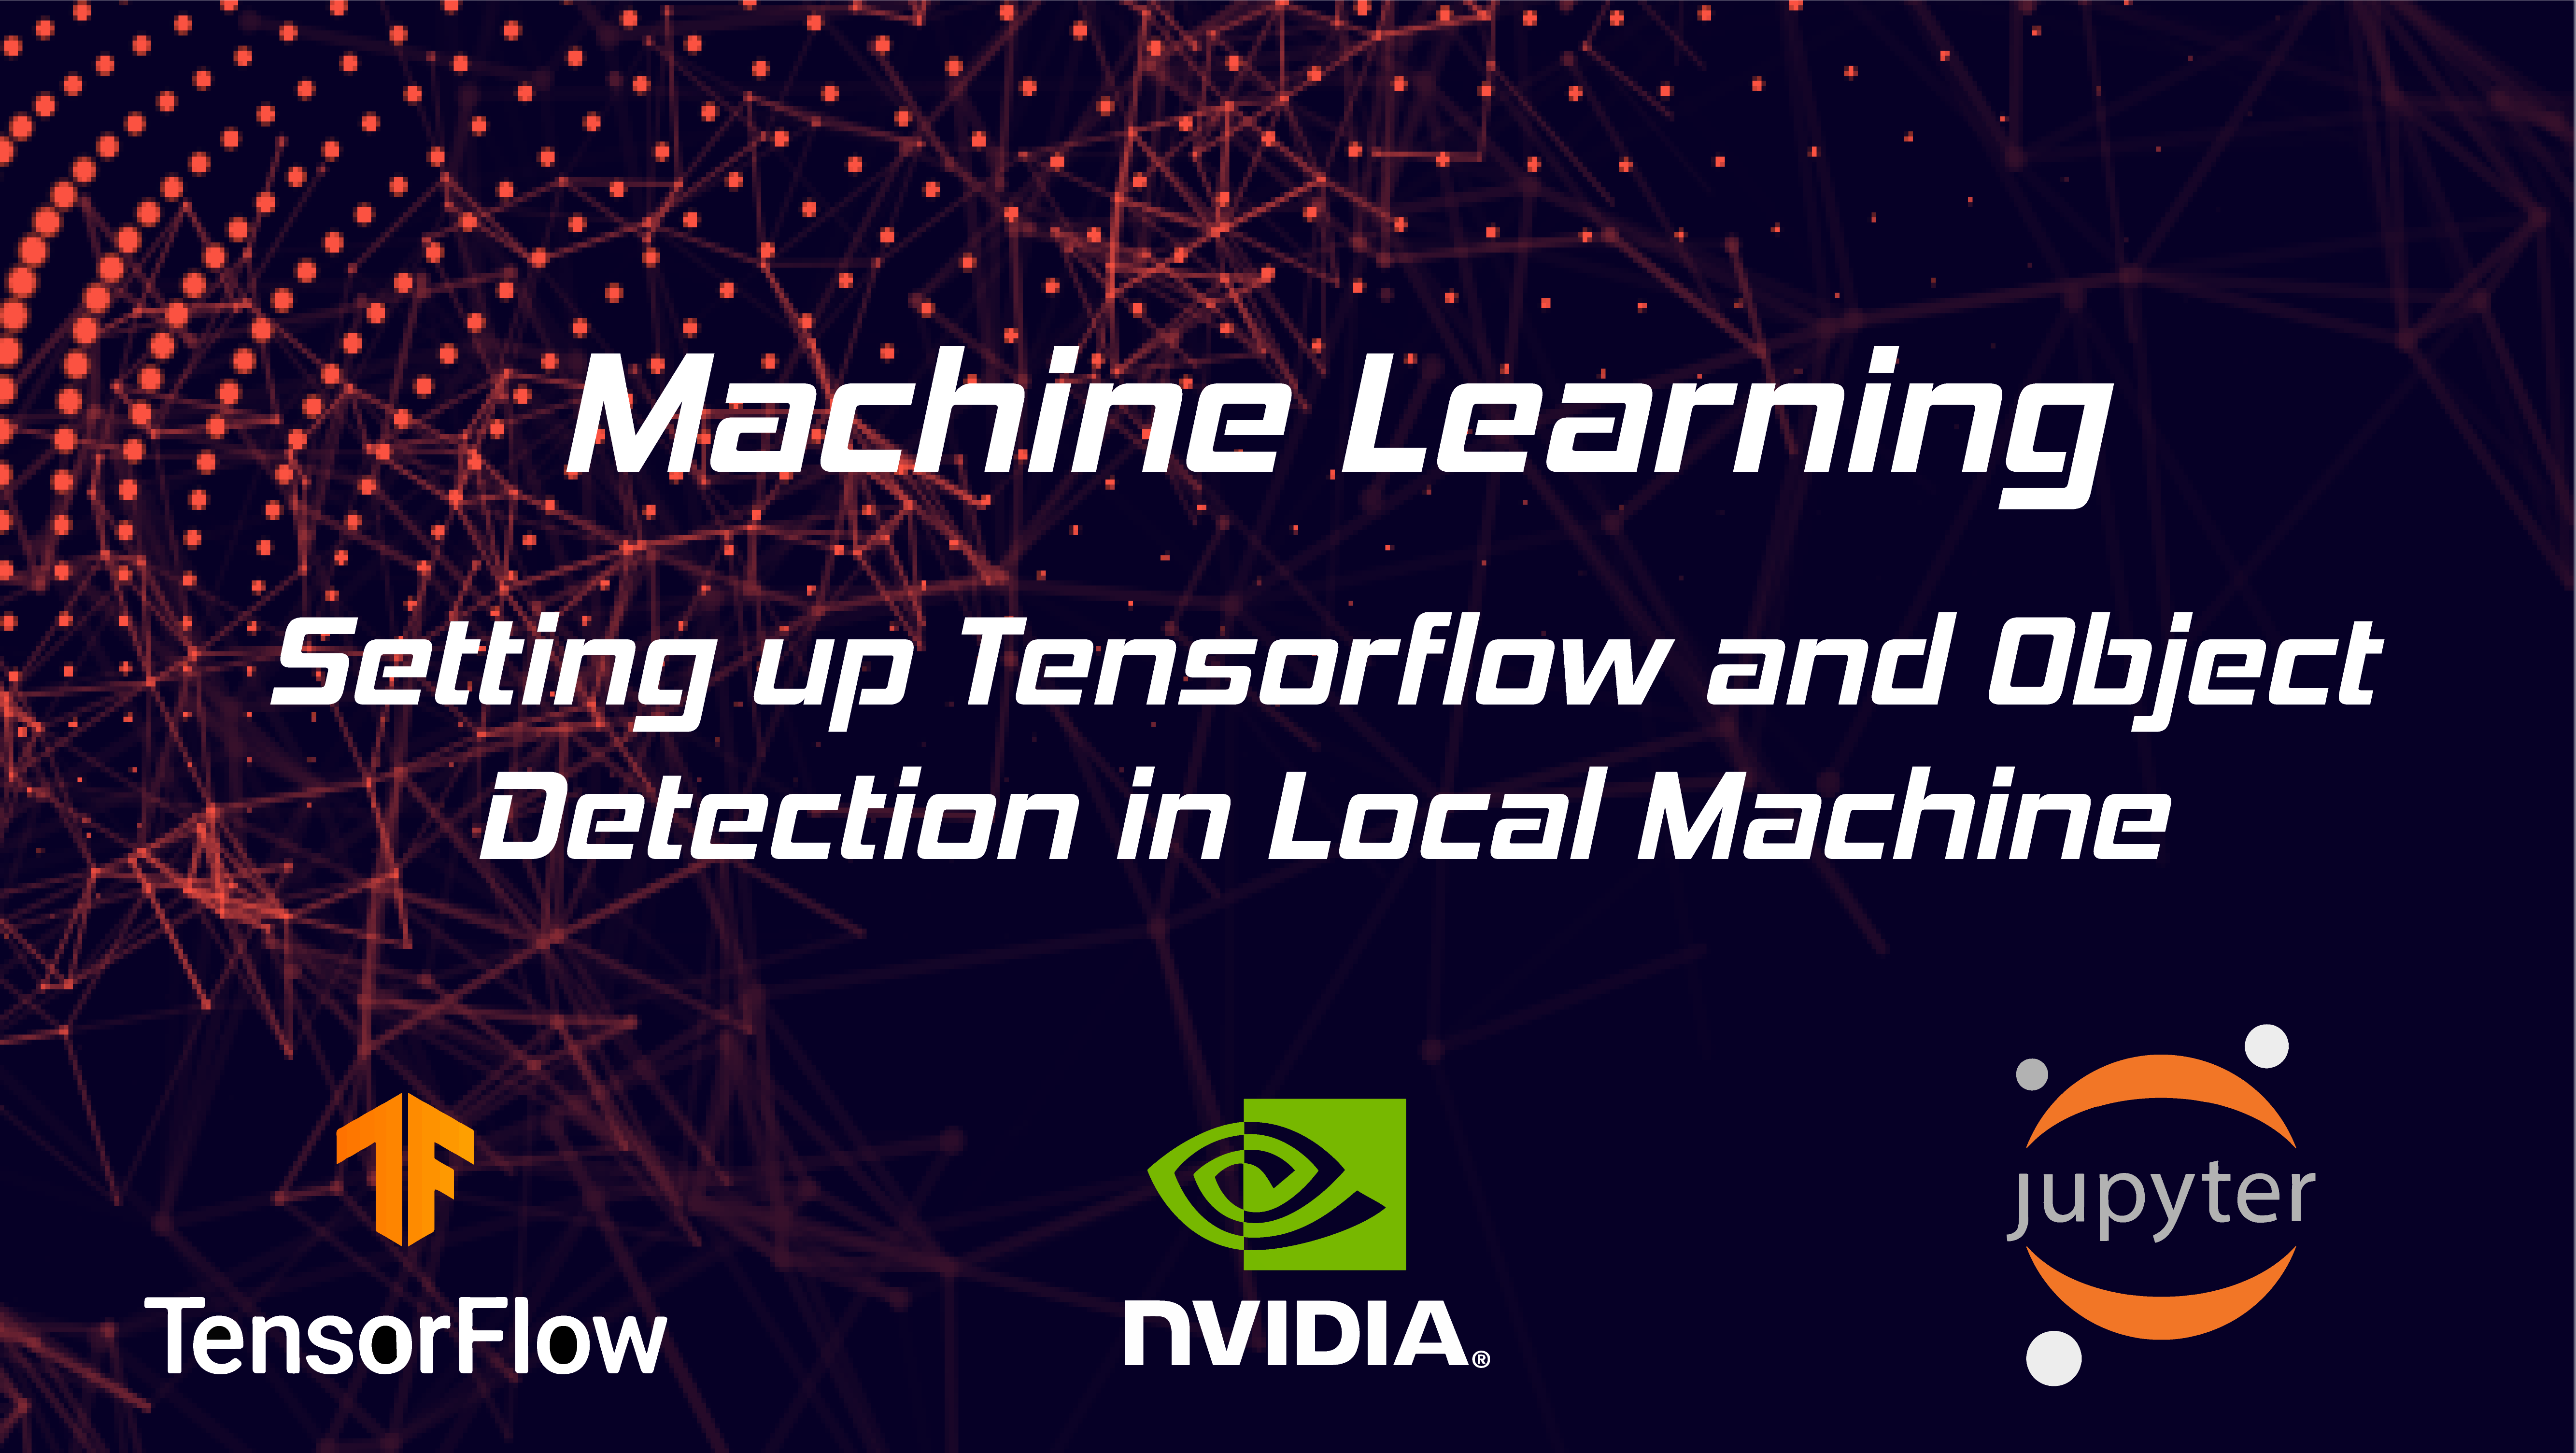 Machine Learning
Setting up Tensorflow and Object
Detection in Local Machine
TensorFlow
NVIDIA®
jupyter